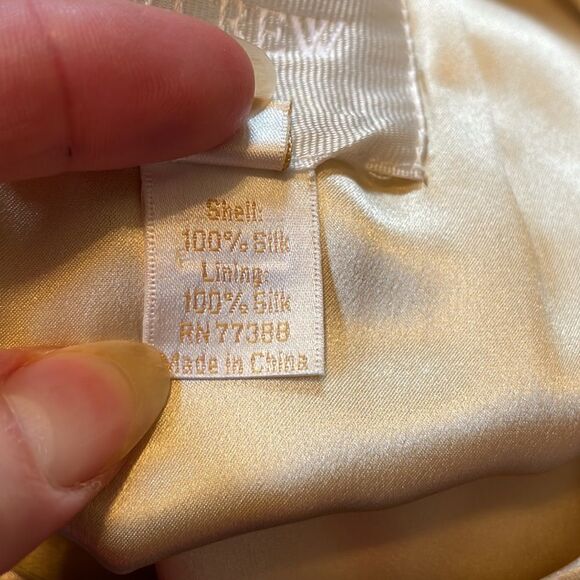 Shell:
100% Silk
Lining:
100% Silk
RN 77388
Made in China